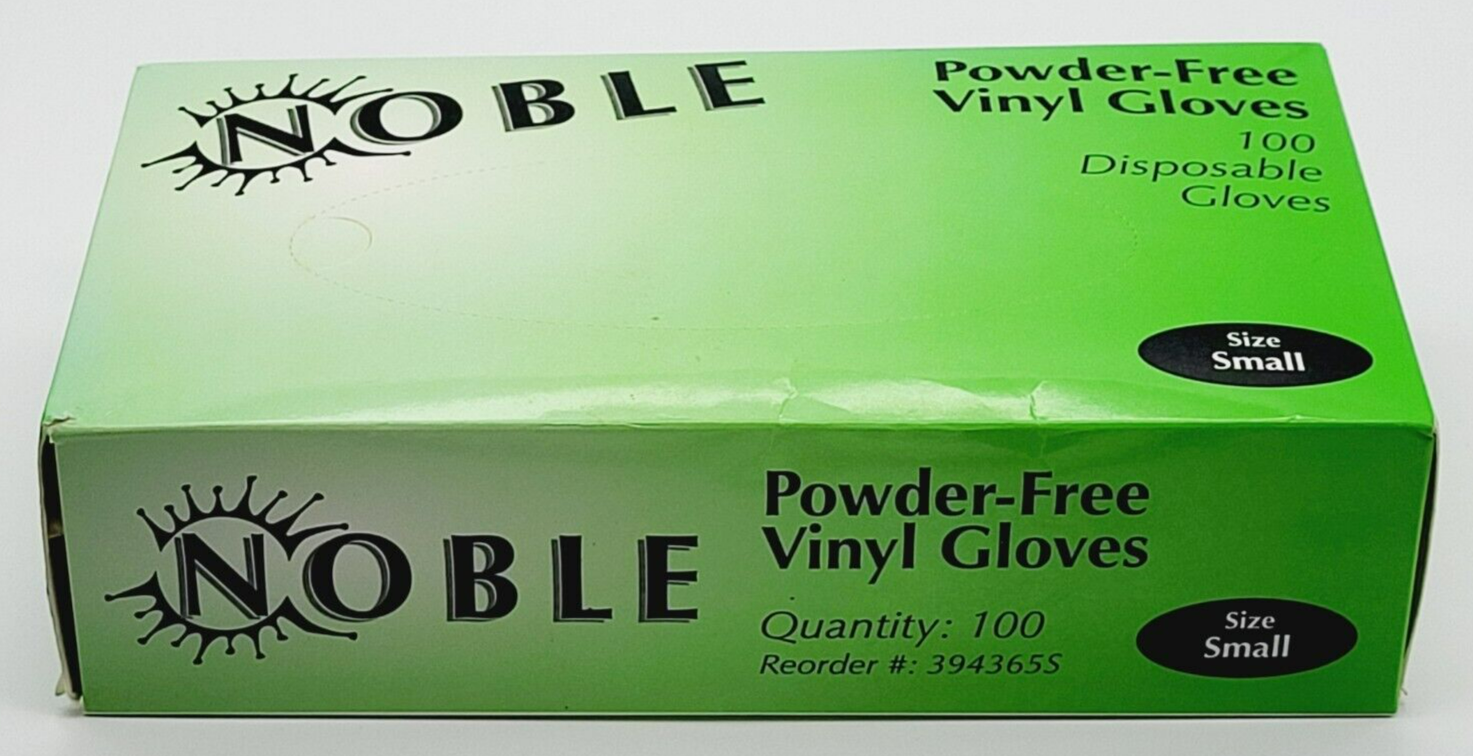 NOBLE
Powder-Free
Vinyl Gloves
100
Disposable
Gloves
Size
Small
NOBLE
Powder-Free
Vinyl Gloves
Quantity: 100
Reorder #: 394365S
Size
Small